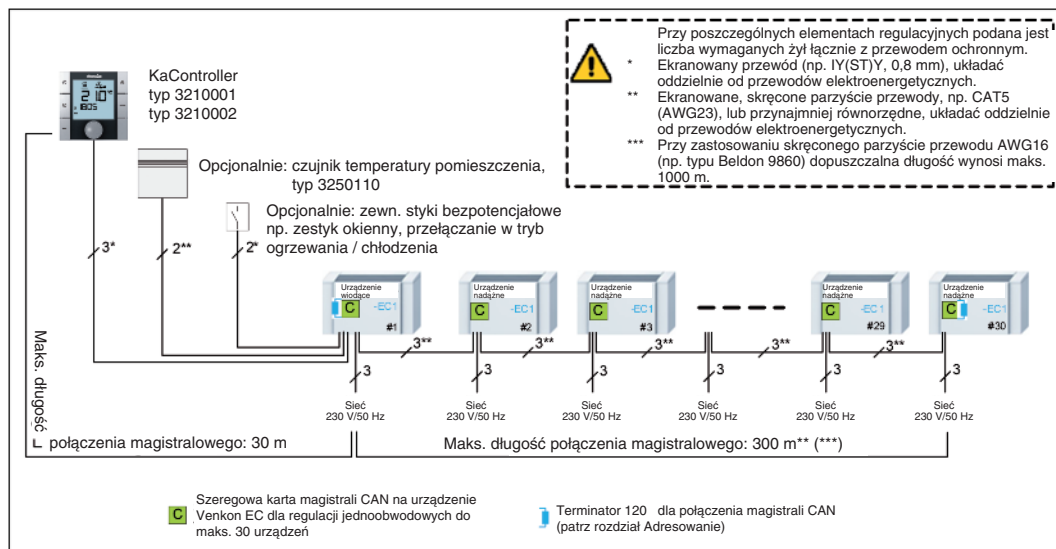 KaController
typ 3210001
typ 3210002
Przy poszczególnych elementach regulacyjnych podana jest
liczba wymaganych żył łącznie z przewodem ochronnym.
* Ekranowany przewód (np. IY(ST)Y, 0,8 mm), układać
oddzielnie od przewodów elektroenergetycznych.
** Ekranowane, skręcone parzyście przewody, np. CAT5
(AWG23), lub przynajmniej równorzędne, układać oddzielnie
od przewodów elektroenergetycznych.
*** Przy zastosowaniu skręconego parzyście przewodu AWG16
(np. typu Beldon 9860) dopuszczalna długość wynosi maks.
1000 m.
Opcjonalnie: czujnik temperatury pomieszczenia,
typ 3250110
Opcjonalnie: zewn. styki bezpotencjałowe
np. zestyk okienny, przełączanie w tryb
ogrzewania / chłodzenia
3* 2** 2*
Urządzenie
wiodące
C -EC1
#1
Urządzenie
nadążne
C -EC1
#2
Urządzenie
nadążne
C -EC1
#3
Urządzenie
nadążne
C -EC1
#29
Urządzenie
nadążne
C -EC1
#30
3** 3** 3** 3** 3**
3 3 3 3 3 3
Sieć
230 V/50 Hz
Sieć
230 V/50 Hz
Sieć
230 V/50 Hz
Sieć
230 V/50 Hz
Sieć
230 V/50 Hz
Sieć
230 V/50 Hz
Maks. długość
połączenia magistralowego: 30 m
Maks. długość połączenia magistralowego: 300 m** (***)
C
Szeregowa karta magistrali CAN na urządzenie
Venkon EC dla regulacji jednoobwodowych do
maks. 30 urządzeń
Terminator 120 dla połączenia magistrali CAN
(patrz rozdział Adresowanie)